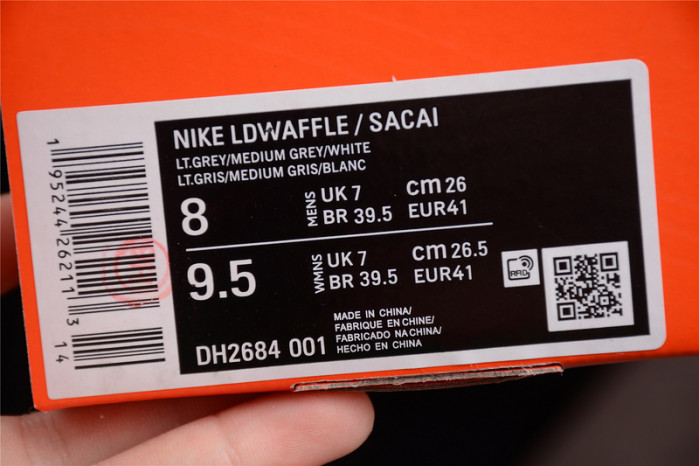 NIKE LDWAFFLE / SACAI
LT.GREY/MEDIUM GREY/WHITE
LT.GRIS/MEDIUM GRIS/BLANC
8
MENS
UK 7 cm 26
BR 39.5 EUR41
9.5
WMNS
UK 7 cm 26.5
BR 39.5 EUR41
MADE IN CHINA/
FABRIQUE EN CHINE/
FABRICADO NA CHINA/
HECHO EN CHINA
DH2684 001
1 95244 26211 3
14